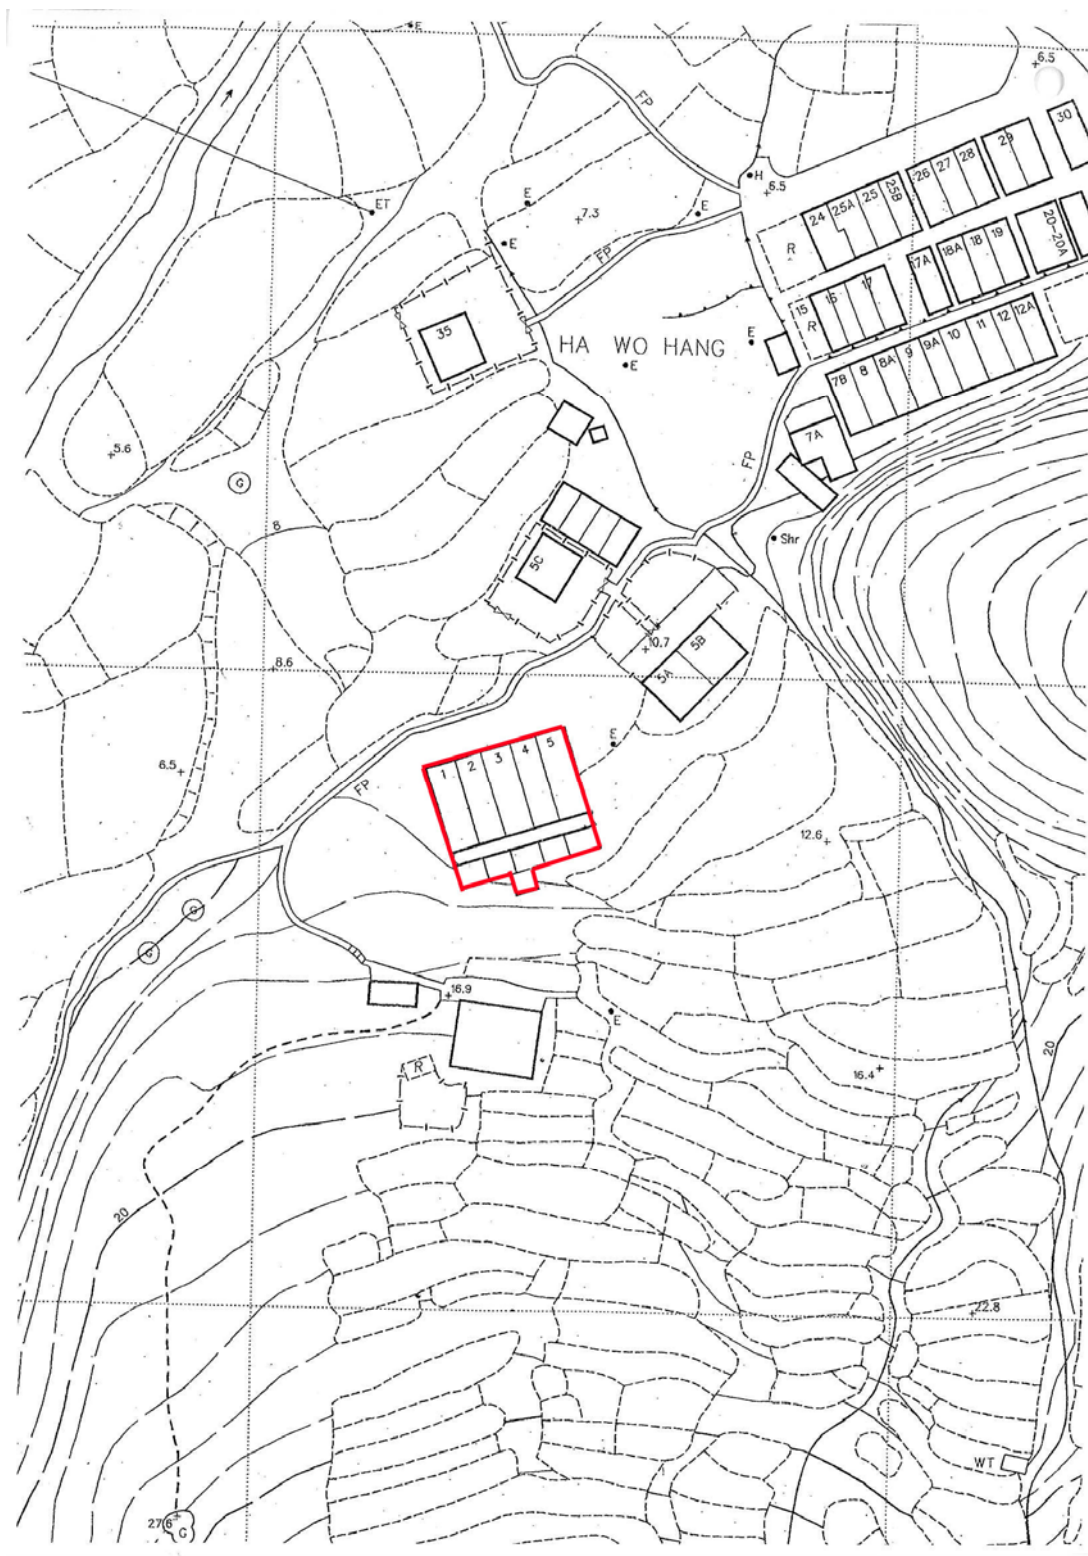 E
6.5
FP
30
29
H
6.5
28
27
26
25B
25
25A
24
ET
E
7.3
E
E
FP
R
20-20A
19
18
18A
17A
17
16
15
R
35
HA WO HANG
E
E
12A
12
11
10
9A
9
8A
8
7B
7A
5.6
G
FP
8
Shr
5C
10.7
5B
5A
8.6
E
6.5
FP
1 2 3 4 5
12.6
G
G
16.9
E
R
16.4
20
20
22.8
WT
27.6
G